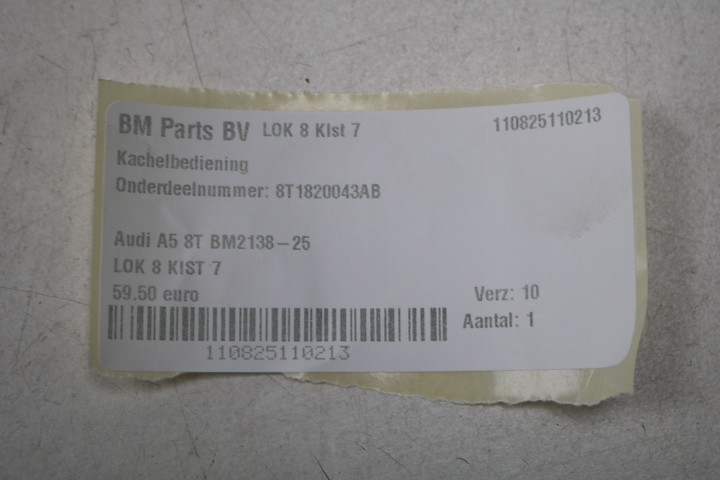 BM Parts BV LOK 8 KIst 7 110825110213
Kachelbediening
Onderdeelnummer: 8T1820043AB
Audi A5 8T BM2138-25
LOK 8 KIST 7
59.50 euro Verz: 10
Aantal: 1
110825110213